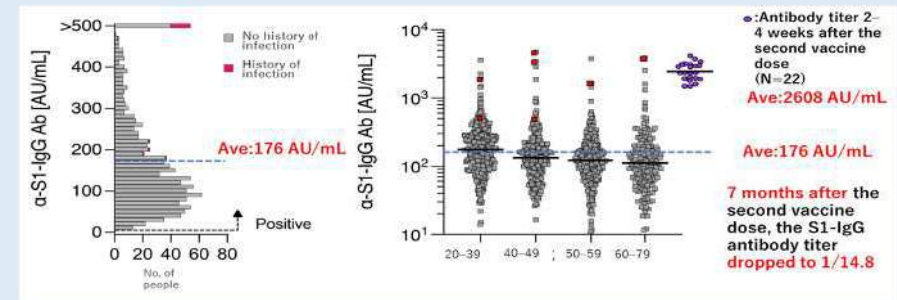 >500
400
300
200
100
0
α-S1-IgG Ab [AU/mL]
No history of
infection
History of
infection
Ave:176 AU/mL
Positive
0 20 40 60 80
No. of
people
10⁴
10³
10²
10¹
α-S1-IgG Ab [AU/mL]
20–39 40–49 ; 50–59 60–79
:Antibody titer 2–
4 weeks after the
second vaccine
dose
(N=22)
Ave:2608 AU/mL
Ave:176 AU/mL
7 months after the
second vaccine
dose, the S1-IgG
antibody titer
dropped to 1/14.8